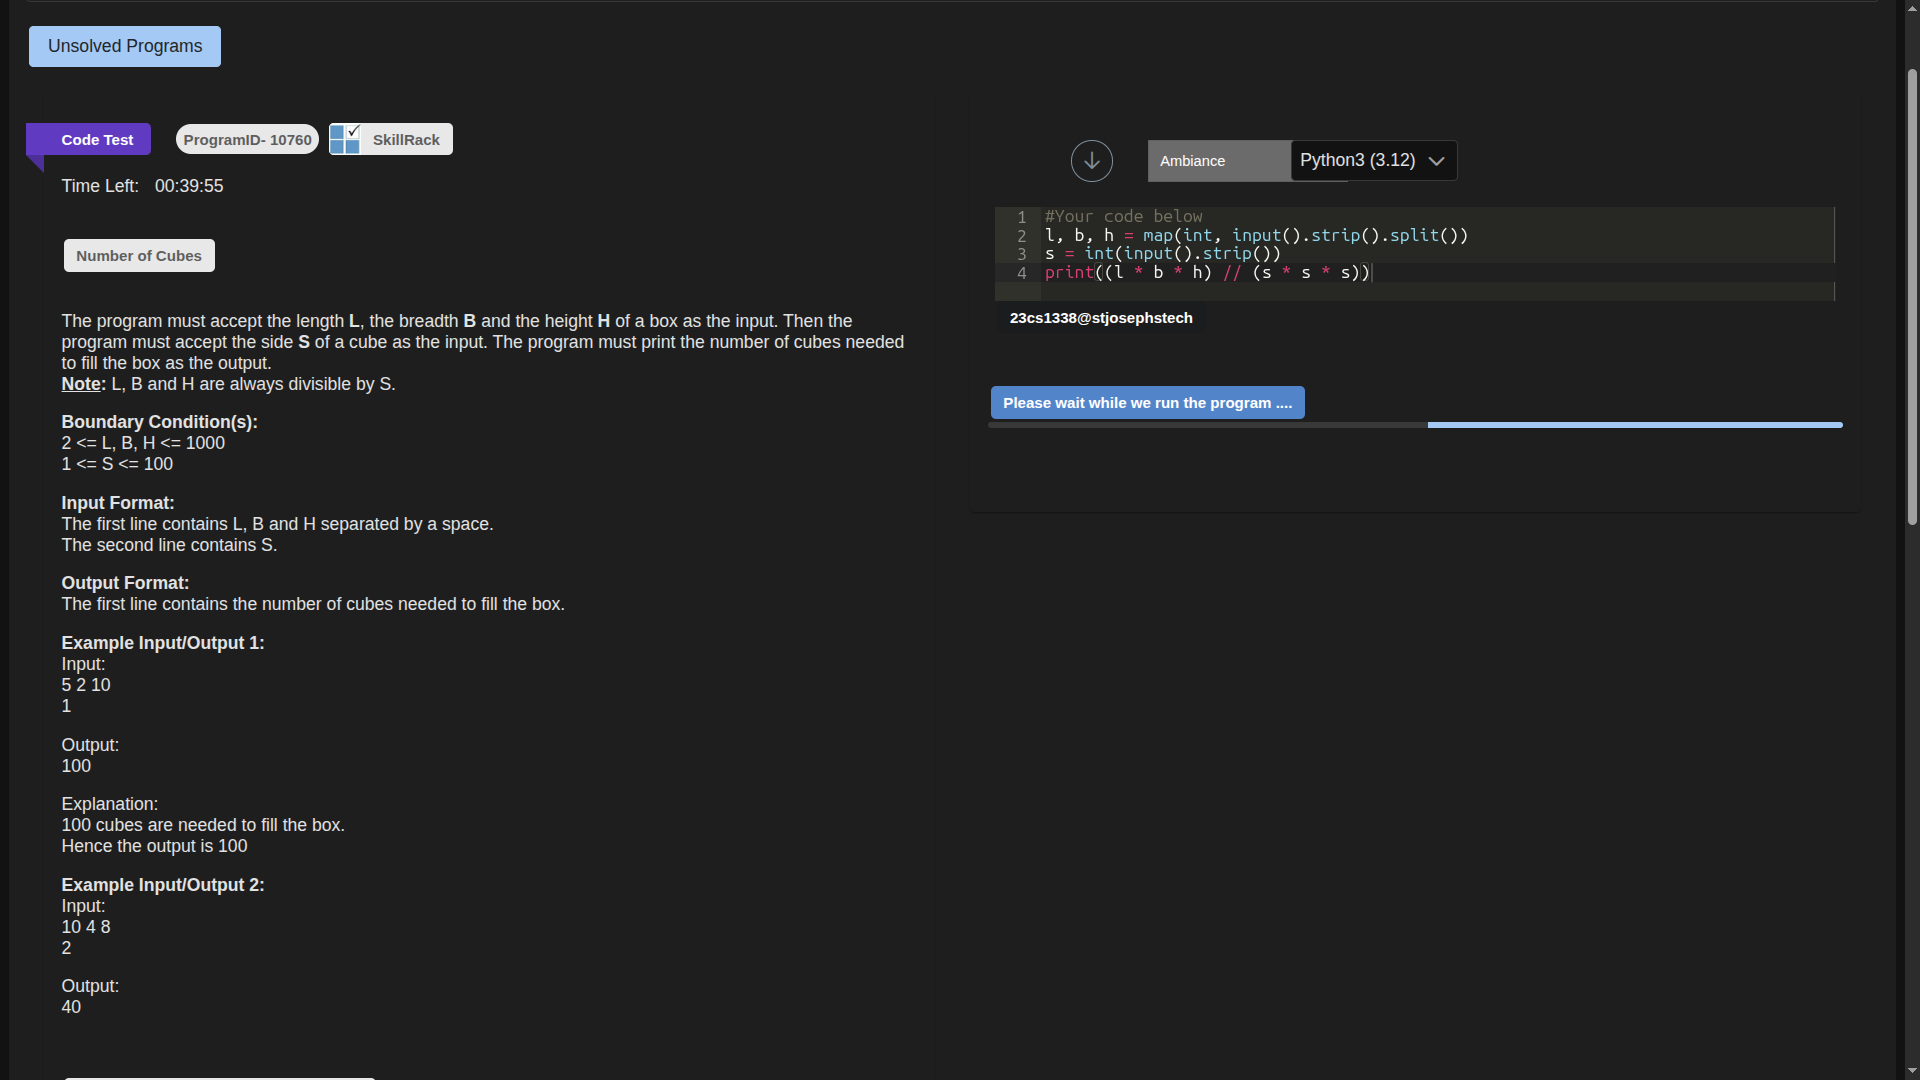 Unsolved Programs
Code Test
ProgramID- 10760
SkillRack
Time Left: 00:39:55
Number of Cubes
The program must accept the length L, the breadth B and the height H of a box as the input. Then the
program must accept the side S of a cube as the input. The program must print the number of cubes needed
to fill the box as the output.
Note: L, B and H are always divisible by S.
Boundary Condition(s):
2 <= L, B, H <= 1000
1 <= S <= 100
Input Format:
The first line contains L, B and H separated by a space.
The second line contains S.
Output Format:
The first line contains the number of cubes needed to fill the box.
Example Input/Output 1:
Input:
5 2 10
1
Output:
100
Explanation:
100 cubes are needed to fill the box.
Hence the output is 100
Example Input/Output 2:
Input:
10 4 8
2
Output:
40
Ambiance
Python3 (3.12)
1 #Your code below
2 l, b, h = map(int, input().strip().split())
3 s = int(input().strip())
4 print((l * b * h) // (s * s * s))
23cs1338@stjosephstech
Please wait while we run the program ....